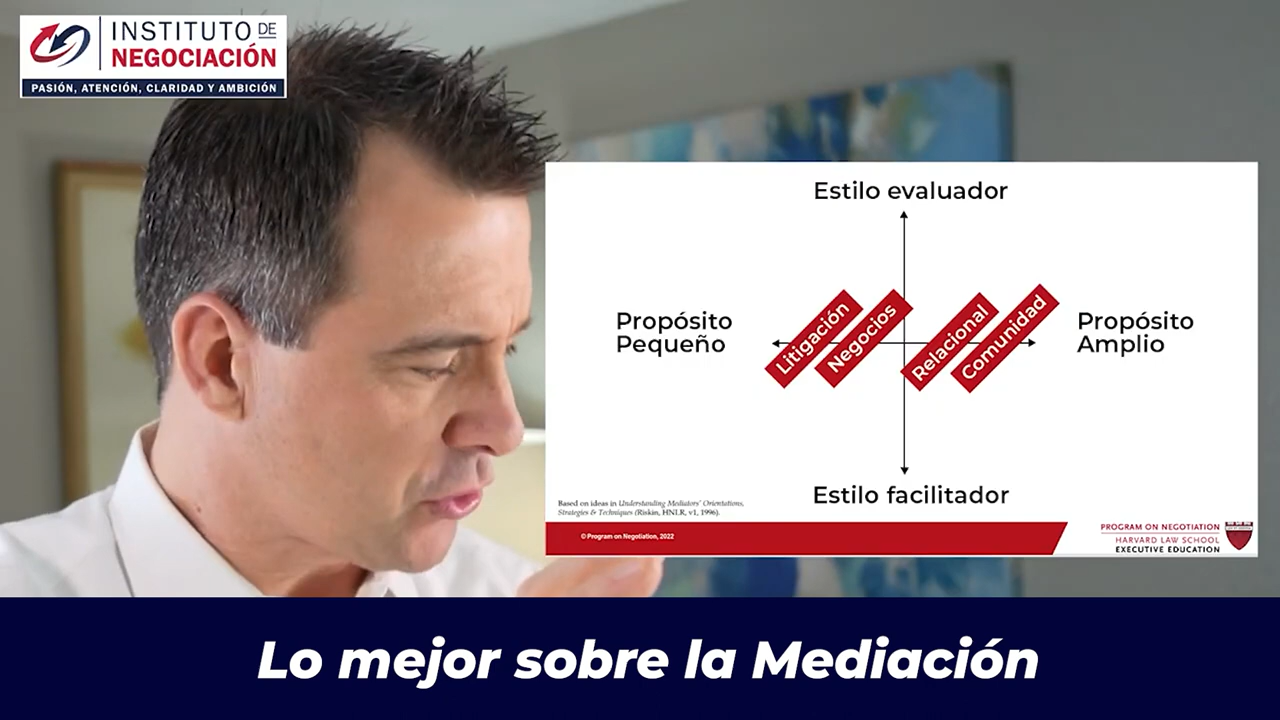 INSTITUTO DE
NEGOCIACIÓN
PASIÓN, ATENCIÓN, CLARIDAD Y AMBICIÓN
Estilo evaluador
Propósito
Pequeño
Litigación
Negocios
Relacional
Comunidad
Propósito
Amplio
Estilo facilitador
Based on ideas in Understanding Mediators' Orientations,
Strategies & Techniques (Riskin, HNLR, v1, 1996).
© Program on Negotiation, 2022
PROGRAM ON NEGOTIATION
HARVARD LAW SCHOOL
EXECUTIVE EDUCATION
Lo mejor sobre la Mediación